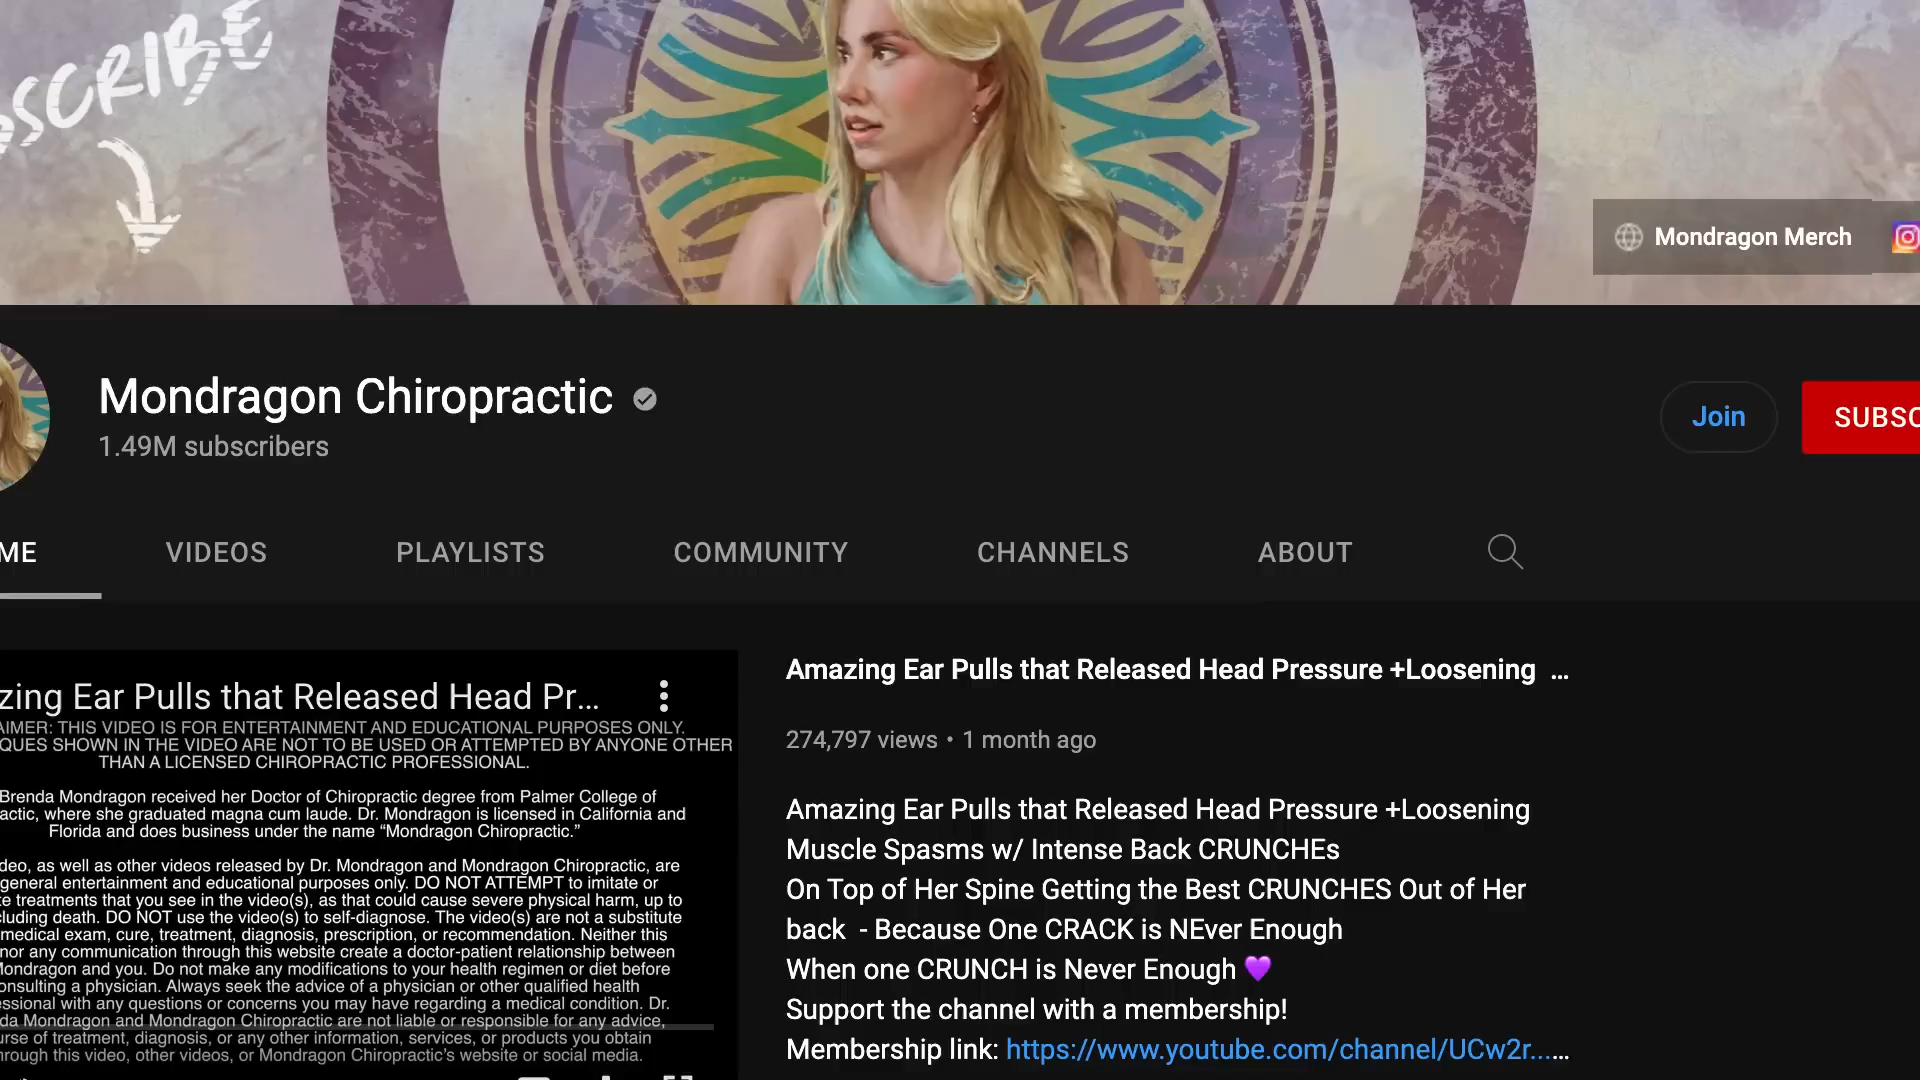 SCRIBE
Mondragon Merch
Mondragon Chiropractic
1.49M subscribers
Join
SUBSC
ME
VIDEOS
PLAYLISTS
COMMUNITY
CHANNELS
ABOUT
zing Ear Pulls that Released Head Pr...
AIMER: THIS VIDEO IS FOR ENTERTAINMENT AND EDUCATIONAL PURPOSES ONLY.
QUES SHOWN IN THE VIDEO ARE NOT TO BE USED OR ATTEMPTED BY ANYONE OTHER
THAN A LICENSED CHIROPRACTIC PROFESSIONAL.
Brenda Mondragon received her Doctor of Chiropractic degree from Palmer College of
actic, where she graduated magna cum laude. Dr. Mondragon is licensed in California and
Florida and does business under the name “Mondragon Chiropractic.”
deo, as well as other videos released by Dr. Mondragon and Mondragon Chiropractic, are
general entertainment and educational purposes only. DO NOT ATTEMPT to imitate or
te treatments that you see in the video(s), as that could cause severe physical harm, up to
cluding death. DO NOT use the video(s) to self-diagnose. The video(s) are not a substitute
medical exam, cure, treatment, diagnosis, prescription, or recommendation. Neither this
nor any communication through this website create a doctor-patient relationship between
Mondragon and you. Do not make any modifications to your health regimen or diet before
onsulting a physician. Always seek the advice of a physician or other qualified health
essional with any questions or concerns you may have regarding a medical condition. Dr.
da Mondragon and Mondragon Chiropractic are not liable or responsible for any advice,
urse of treatment, diagnosis, or any other information, services, or products you obtain
hrough this video, other videos, or Mondragon Chiropractic’s website or social media.
Amazing Ear Pulls that Released Head Pressure +Loosening ...
274,797 views • 1 month ago
Amazing Ear Pulls that Released Head Pressure +Loosening
Muscle Spasms w/ Intense Back CRUNCHEs
On Top of Her Spine Getting the Best CRUNCHES Out of Her
back - Because One CRACK is NEver Enough
When one CRUNCH is Never Enough 💜
Support the channel with a membership!
Membership link: https://www.youtube.com/channel/UCw2r......